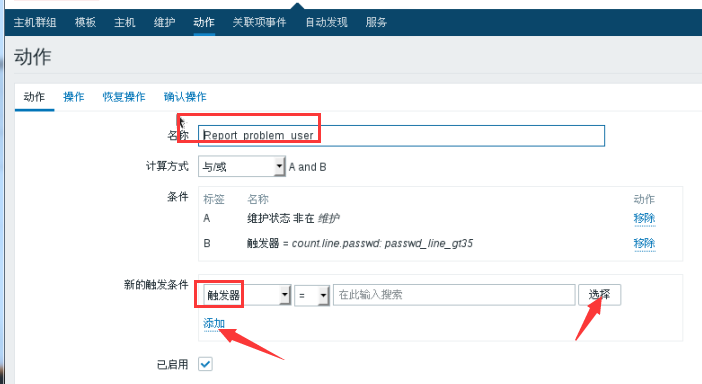 主机群组 模板 主机 维护 动作 关联项事件 自动发现 服务
动作
动作 操作 恢复操作 确认操作
名称 Report_problem_user
计算方式 与/或 A and B
条件 标签 名称 动作
A 维护状态 非在 维护 移除
B 触发器 = count.line.passwd: passwd_line_gt35 移除
新的触发条件 触发器 = 在此输入搜索 选择
添加
已启用